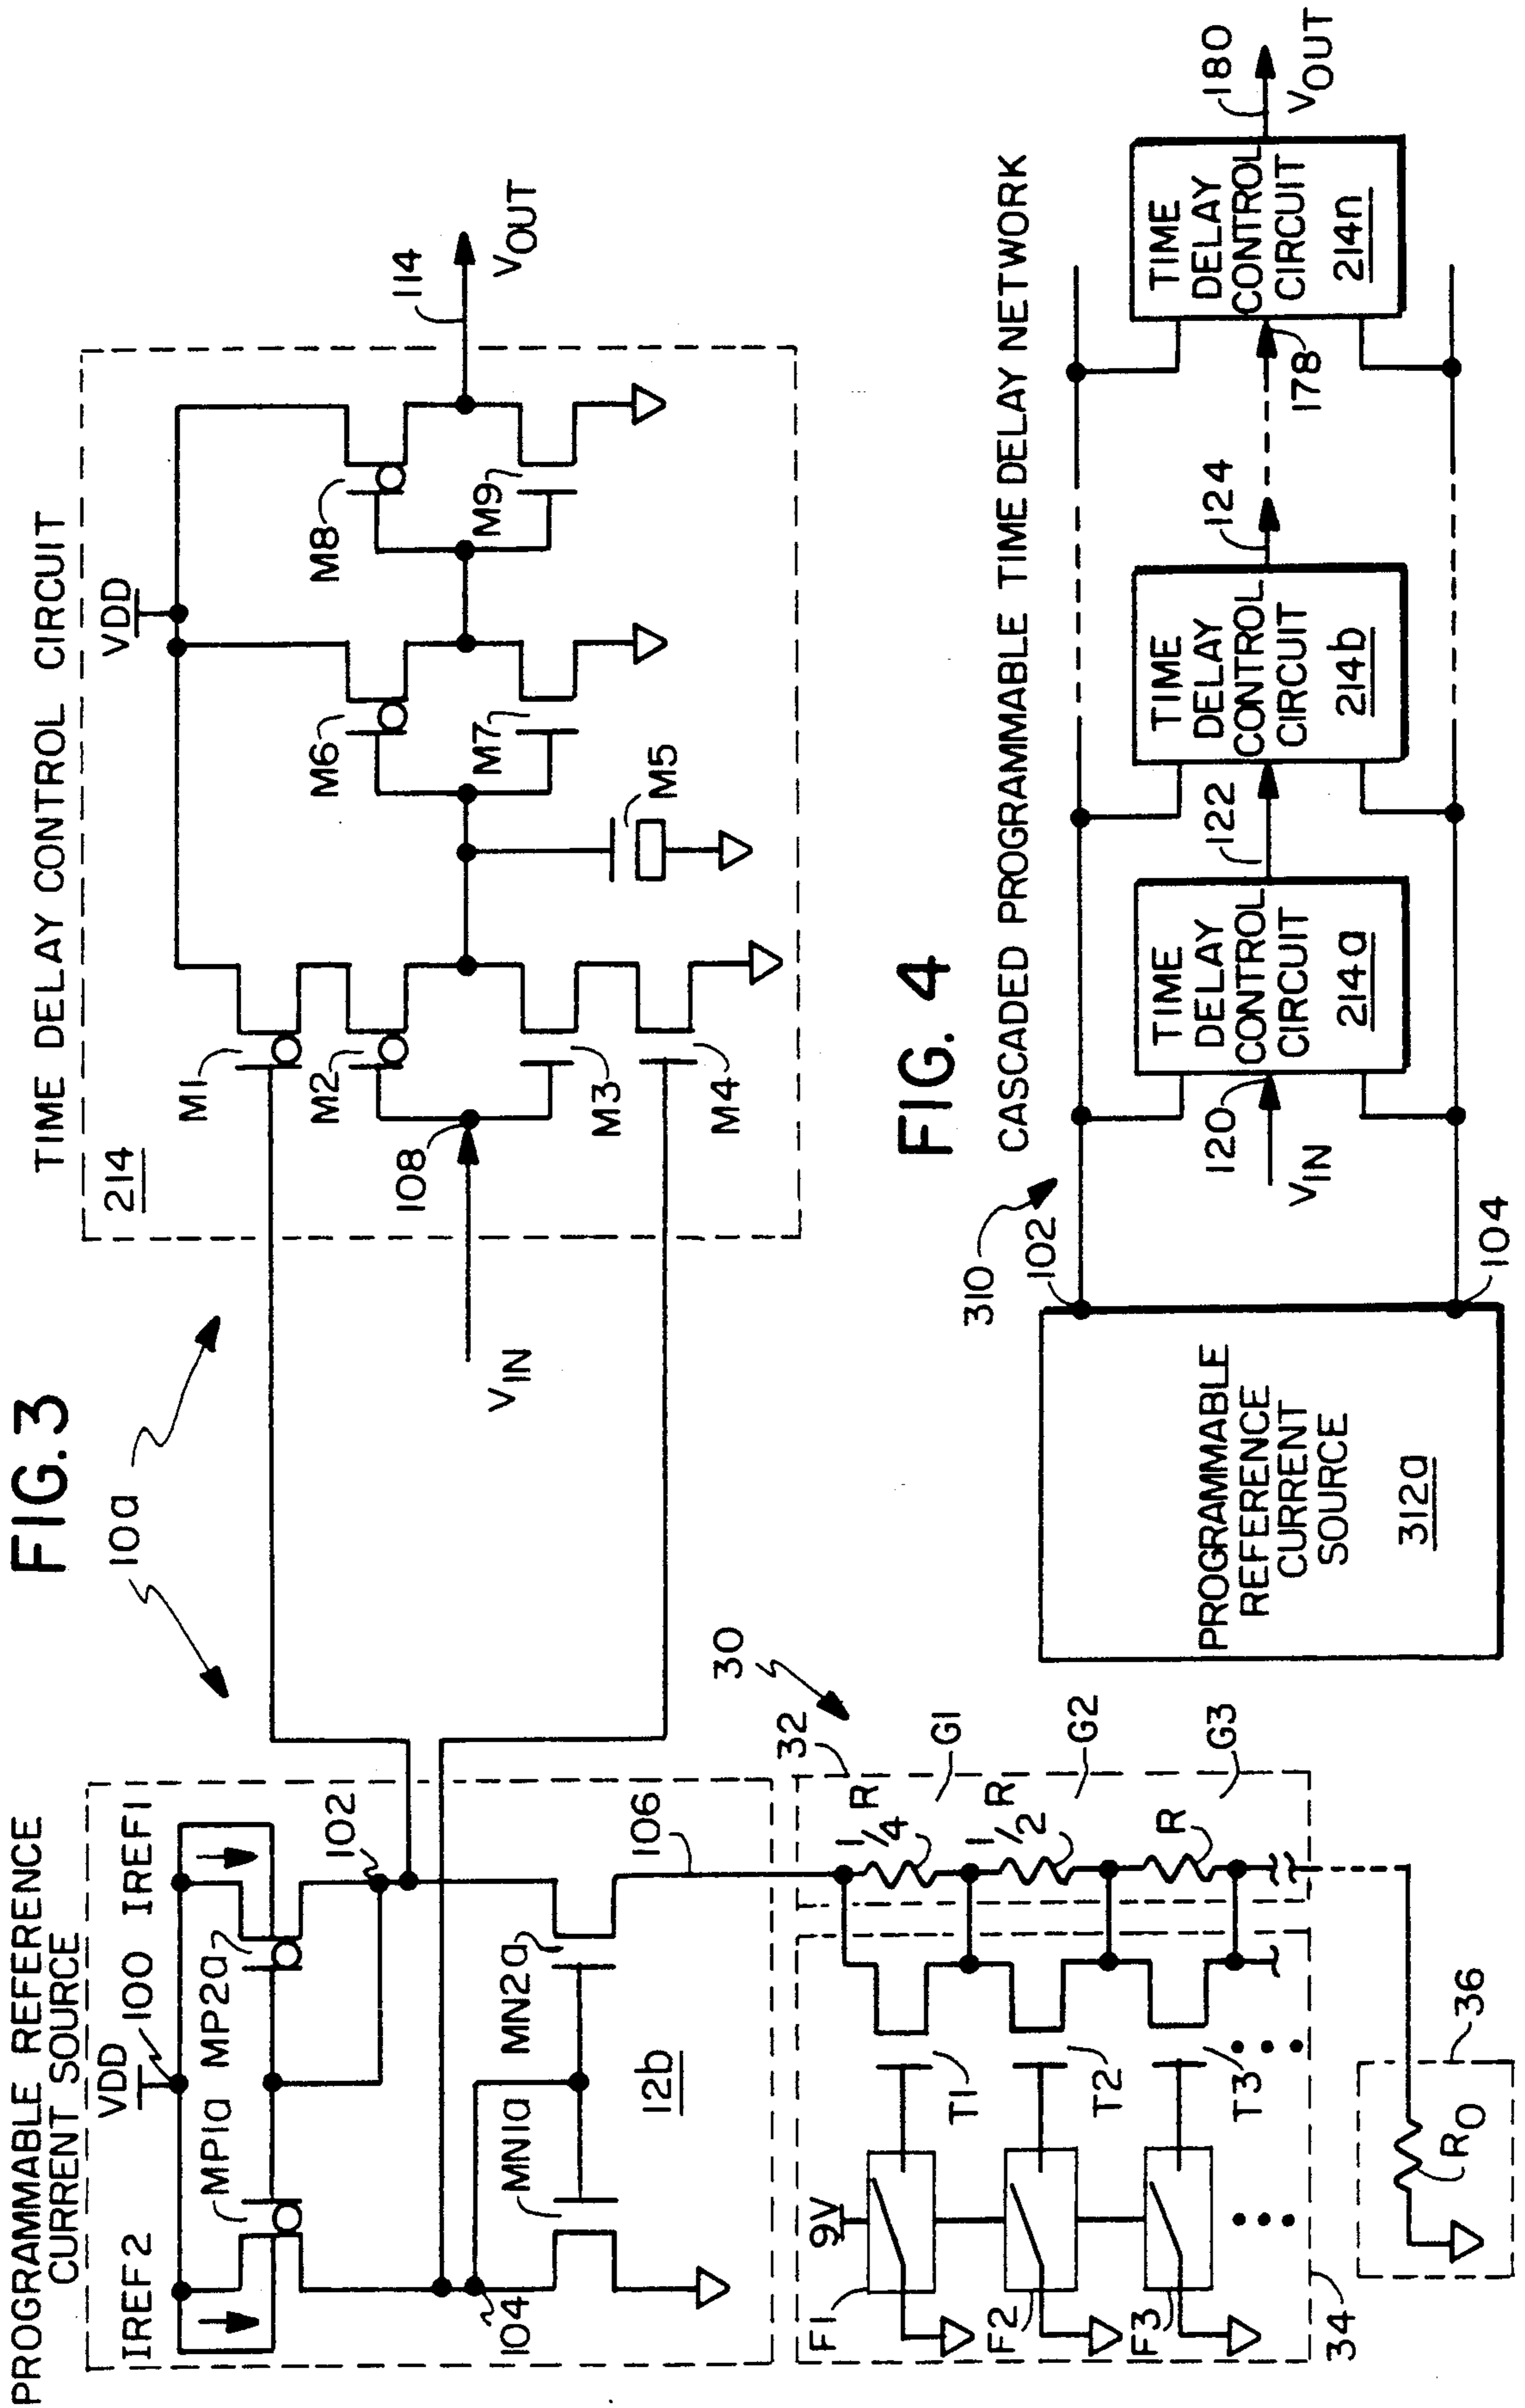 FIG.3
10a
PROGRAMMABLE REFERENCE
CURRENT SOURCE
VDD
100
IREF2
IREF1
MP1a
MP2a
102
104
MN1a
MN2a
12b
106
30
32
9V
F1
F2
F3
T1
T2
T3
1/4 R
1/2 R
R
G1
G2
G3
34
36
RO
TIME DELAY CONTROL CIRCUIT
214
VDD
M1
M2
M3
M4
M5
M6
M7
M8
M9
108
VIN
114
VOUT
FIG. 4
CASCADED PROGRAMMABLE TIME DELAY NETWORK
310
102
104
PROGRAMMABLE
REFERENCE
CURRENT
SOURCE
312a
120
VIN
TIME
DELAY
CONTROL
CIRCUIT
214a
122
TIME
DELAY
CONTROL
CIRCUIT
214b
124
178
TIME
DELAY
CONTROL
CIRCUIT
214n
180
VOUT